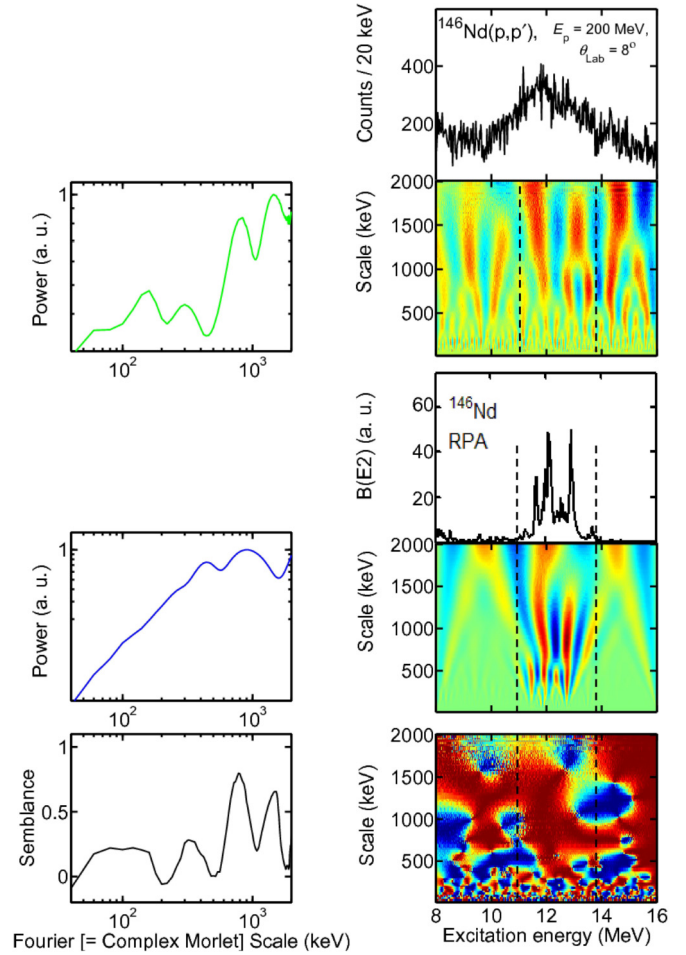 ¹⁴⁶Nd(p,p′), E_p = 200 MeV,
θ_Lab = 8°
Counts / 20 keV
400
200
1
Power (a. u.)
10² 10³
2000
1500
1000
500
Scale (keV)
60
40
20
B(E2) (a. u.)
¹⁴⁶Nd
RPA
1
Power (a. u.)
10² 10³
2000
1500
1000
500
Scale (keV)
1
0.5
0
Semblance
10² 10³
Fourier [= Complex Morlet] Scale (keV)
2000
1500
1000
500
Scale (keV)
8 10 12 14 16
Excitation energy (MeV)